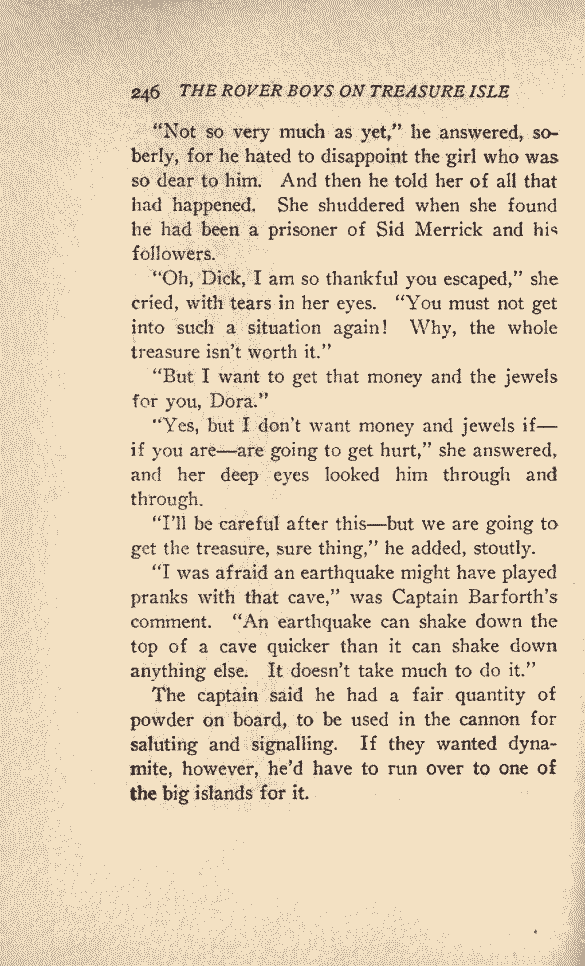 246 THE ROVER BOYS ON TREASURE ISLE
“Not so very much as yet,” he answered, so-
berly, for he hated to disappoint the girl who was
so dear to him. And then he told her of all that
had happened. She shuddered when she found
he had been a prisoner of Sid Merrick and his
followers.
“Oh, Dick, I am so thankful you escaped,” she
cried, with tears in her eyes. “You must not get
into such a situation again! Why, the whole
treasure isn’t worth it.”
“But I want to get that money and the jewels
for you, Dora.”
“Yes, but I don’t want money and jewels if—
if you are—are going to get hurt,” she answered,
and her deep eyes looked him through and
through.
“I’ll be careful after this—but we are going to
get the treasure, sure thing,” he added, stoutly.
“I was afraid an earthquake might have played
pranks with that cave,” was Captain Barforth’s
comment. “An earthquake can shake down the
top of a cave quicker than it can shake down
anything else. It doesn’t take much to do it.”
The captain said he had a fair quantity of
powder on board, to be used in the cannon for
saluting and signalling. If they wanted dyna-
mite, however, he’d have to run over to one of
the big islands for it.